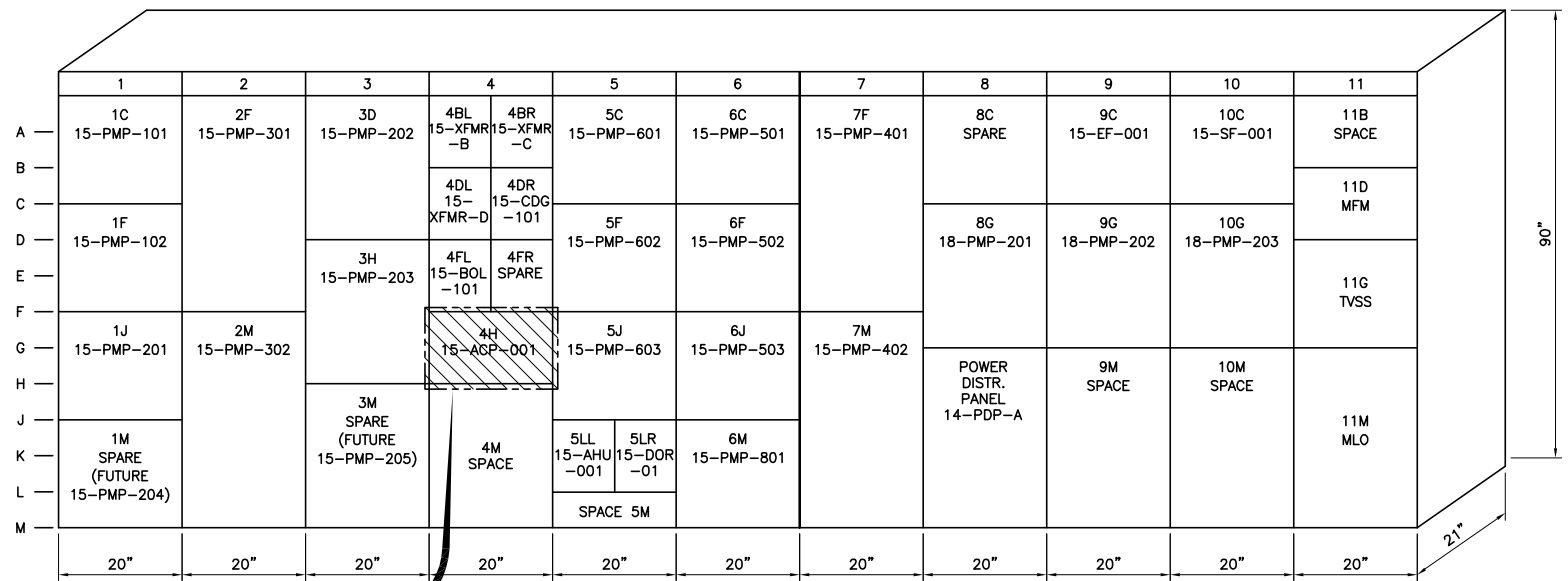 1 2 3 4 5 6 7 8 9 10 11
A
B
C
D
E
F
G
H
J
K
L
M
1C
15-PMP-101
1F
15-PMP-102
1J
15-PMP-201
1M
SPARE
(FUTURE
15-PMP-204)
2F
15-PMP-301
2M
15-PMP-302
3D
15-PMP-202
3H
15-PMP-203
3M
SPARE
(FUTURE
15-PMP-205)
4BL
15-XFMR
-B
4BR
15-XFMR
-C
4DL
15-
XFMR-D
4DR
15-CDG
-101
4FL
15-BOL
-101
4FR
SPARE
4H
15-ACP-001
4M
SPACE
5C
15-PMP-601
5F
15-PMP-602
5J
15-PMP-603
5LL
15-AHU
-001
5LR
15-DOR
-01
SPACE 5M
6C
15-PMP-501
6F
15-PMP-502
6J
15-PMP-503
6M
15-PMP-801
7F
15-PMP-401
7M
15-PMP-402
8C
SPARE
8G
18-PMP-201
POWER
DISTR.
PANEL
14-PDP-A
9C
15-EF-001
9G
18-PMP-202
9M
SPACE
10C
15-SF-001
10G
18-PMP-203
10M
SPACE
11B
SPACE
11D
MFM
11G
TVSS
11M
MLO
90"
21"
20" 20" 20" 20" 20" 20" 20" 20" 20" 20" 20"